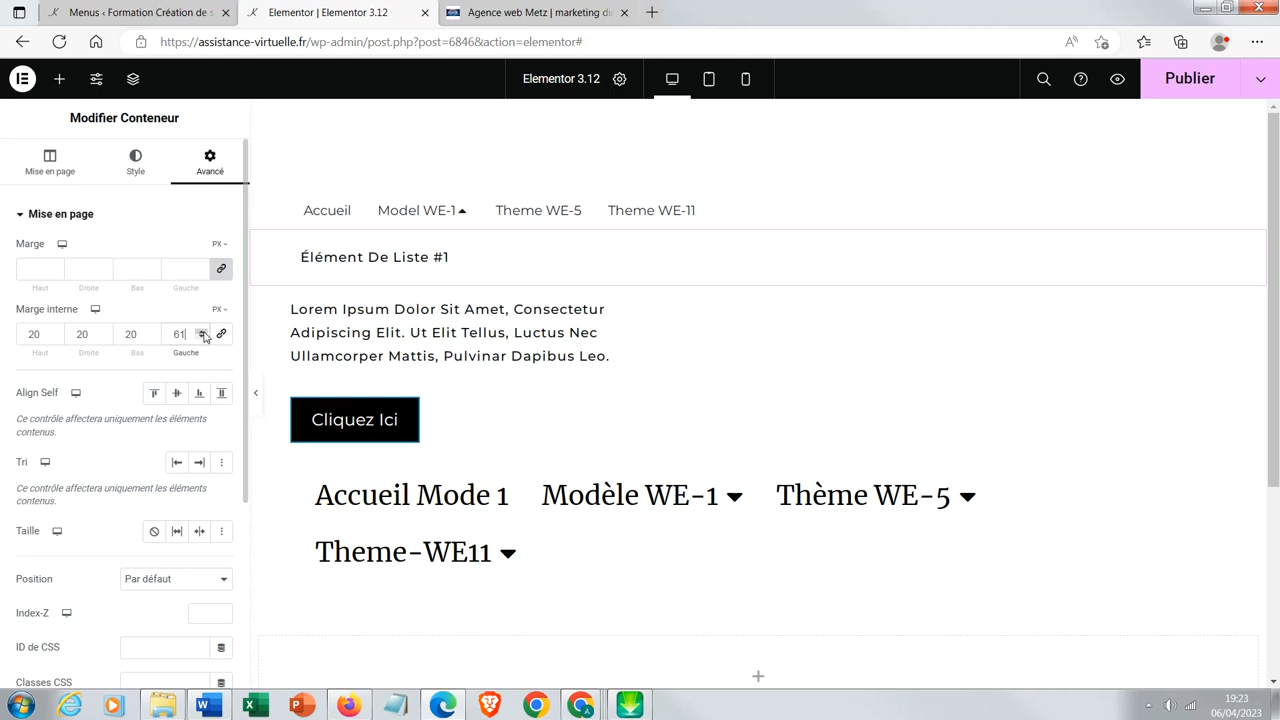 Menus ‹ Formation Création de s
Elementor | Elementor 3.12
Agence web Metz | marketing di
https://assistance-virtuelle.fr/wp-admin/post.php?post=6846&action=elementor#
Elementor 3.12
Publier
Modifier Conteneur
Mise en page
Style
Avancé
Mise en page
Marge
PX
Haut Droite Bas Gauche
Marge interne
PX
20 20 20 61
Haut Droite Bas Gauche
Align Self
Ce contrôle affectera uniquement les éléments
contenus.
Tri
Ce contrôle affectera uniquement les éléments
contenus.
Taille
Position
Par défaut
Index-Z
ID de CSS
Classes CSS
Accueil Model WE-1 Theme WE-5 Theme WE-11
Élément De Liste #1
Lorem Ipsum Dolor Sit Amet, Consectetur
Adipiscing Elit. Ut Elit Tellus, Luctus Nec
Ullamcorper Mattis, Pulvinar Dapibus Leo.
Cliquez Ici
Accueil Mode 1 Modèle WE-1 Thème WE-5
Theme-WE11
19:23
06/04/2023